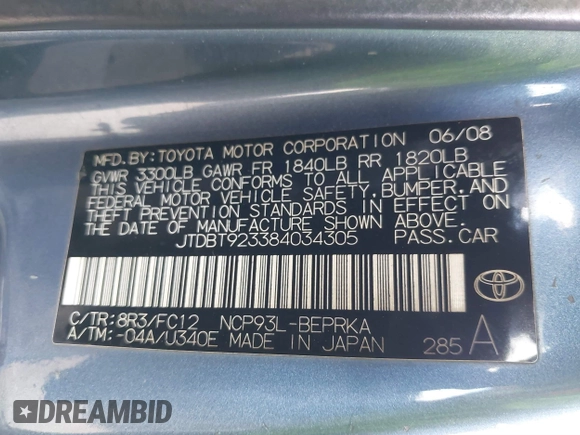 MFD. BY: TOYOTA MOTOR CORPORATION 06/08
GVWR 3300LB GAWR FR 1840LB RR 1820LB
THIS VEHICLE CONFORMS TO ALL APPLICABLE
FEDERAL MOTOR VEHICLE SAFETY, BUMPER, AND
THEFT PREVENTION STANDARDS IN EFFECT ON
THE DATE OF MANUFACTURE SHOWN ABOVE.
JTDBT923384034305 PASS. CAR
C/TR: 8R3/FC12 NCP93L-BEPRKA
A/TM: -04A/U340E MADE IN JAPAN 285 A
DREAMBID